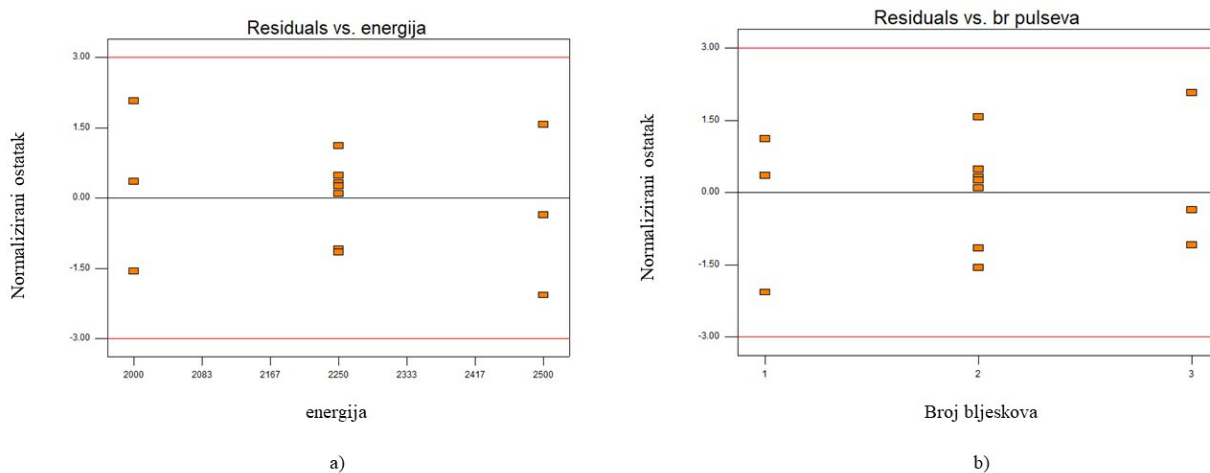 Residuals vs. energija
Normalizirani ostatak
3.00
1.50
0.00
-1.50
-3.00
2000 2083 2167 2250 2333 2417 2500
energija
a)
Residuals vs. br pulseva
Normalizirani ostatak
3.00
1.50
0.00
-1.50
-3.00
1 2 3
Broj bljeskova
b)